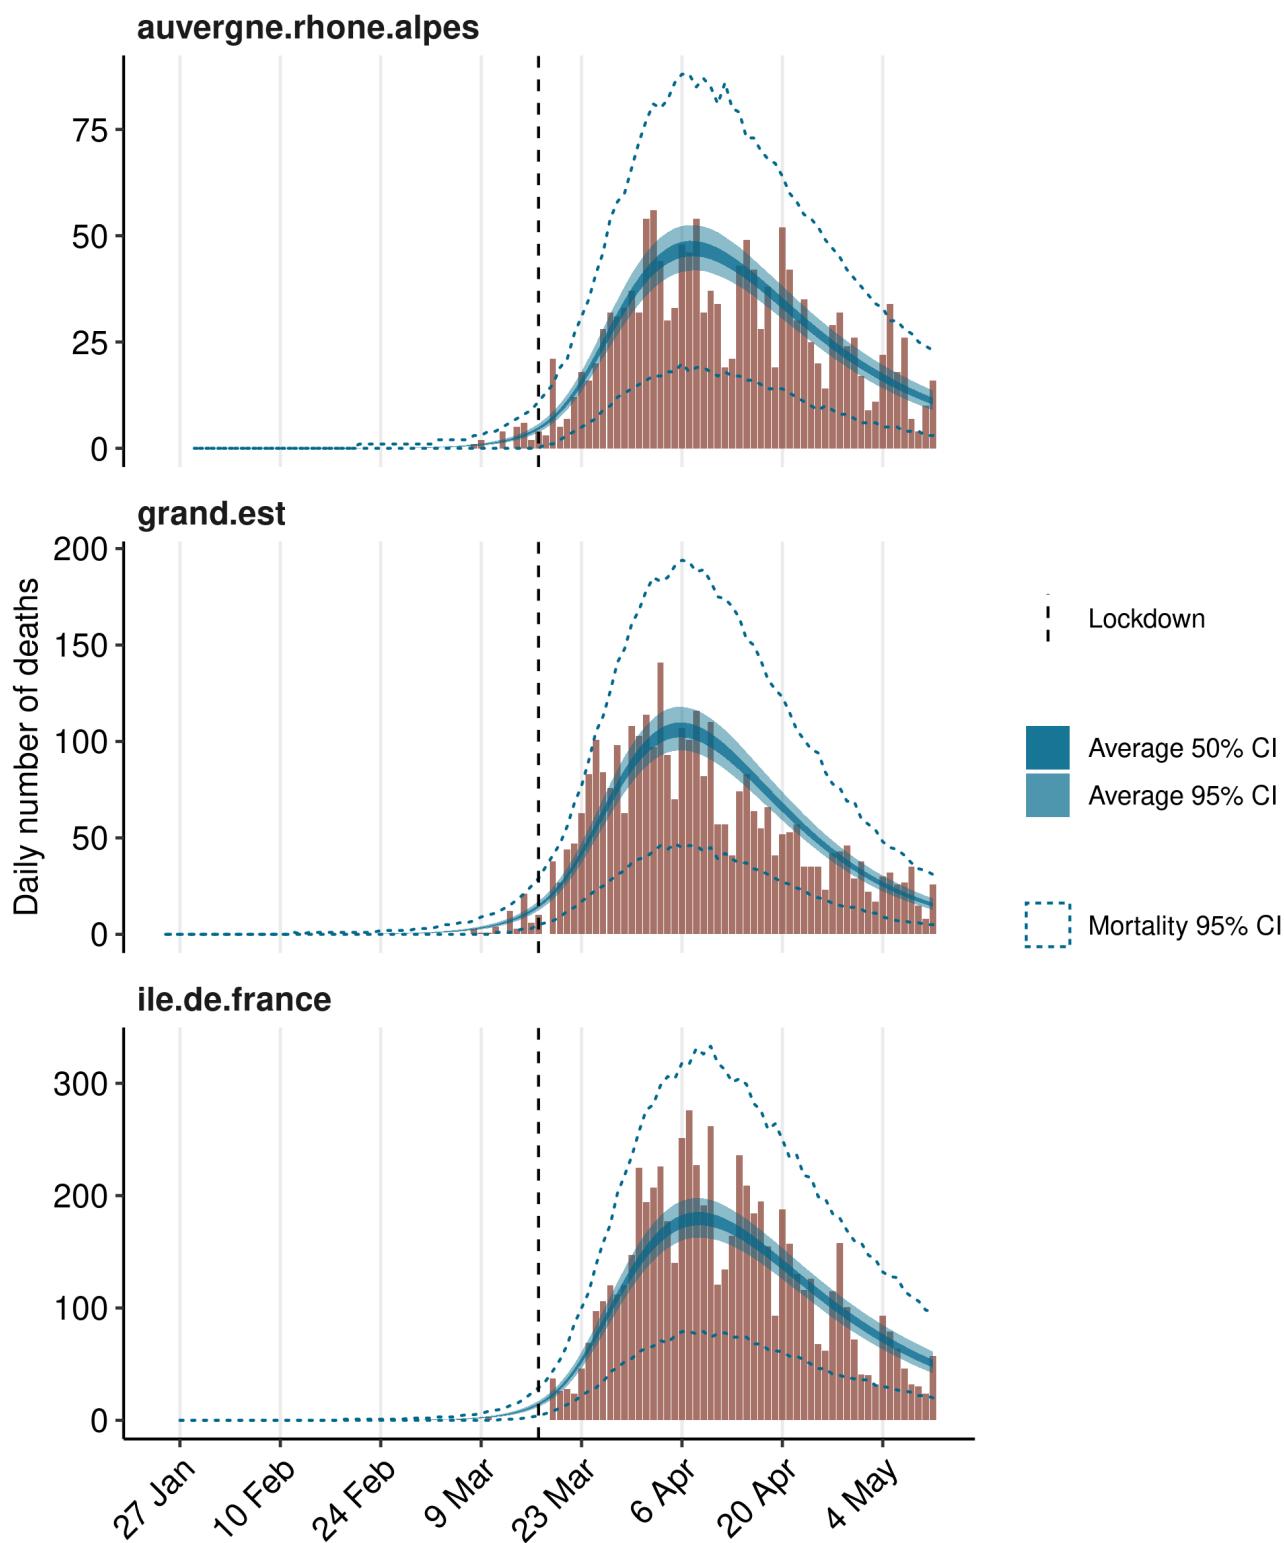 auvergne.rhone.alpes
75
50
25
0
grand.est
200
150
100
50
0
Daily number of deaths
Lockdown
Average 50% CI
Average 95% CI
Mortality 95% CI
ile.de.france
300
200
100
0
27 Jan
10 Feb
24 Feb
9 Mar
23 Mar
6 Apr
20 Apr
4 May